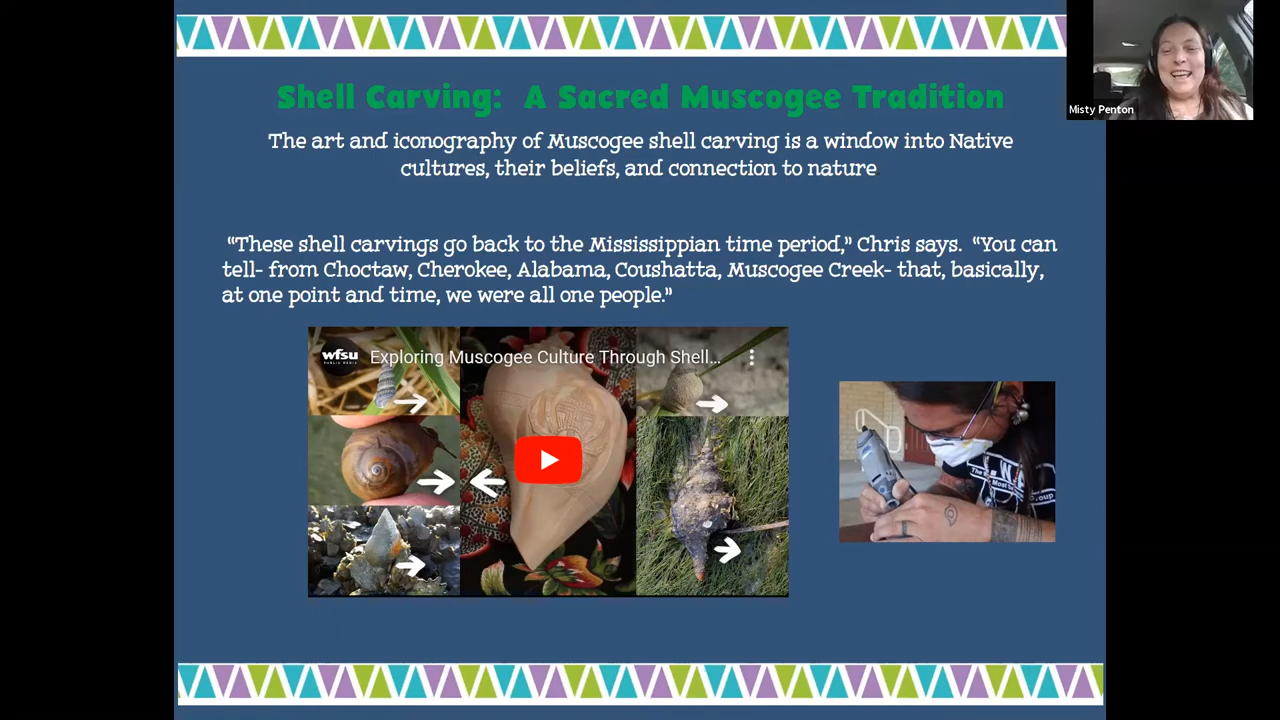 Shell Carving: A Sacred Muscogee Tradition
Misty Penton
The art and iconography of Muscogee shell carving is a window into Native
cultures, their beliefs, and connection to nature
“These shell carvings go back to the Mississippian time period,” Chris says. “You can
tell- from Choctaw, Cherokee, Alabama, Coushatta, Muscogee Creek- that, basically,
at one point and time, we were all one people.”
wfsu
PUBLIC MEDIA
Exploring Muscogee Culture Through Shell...